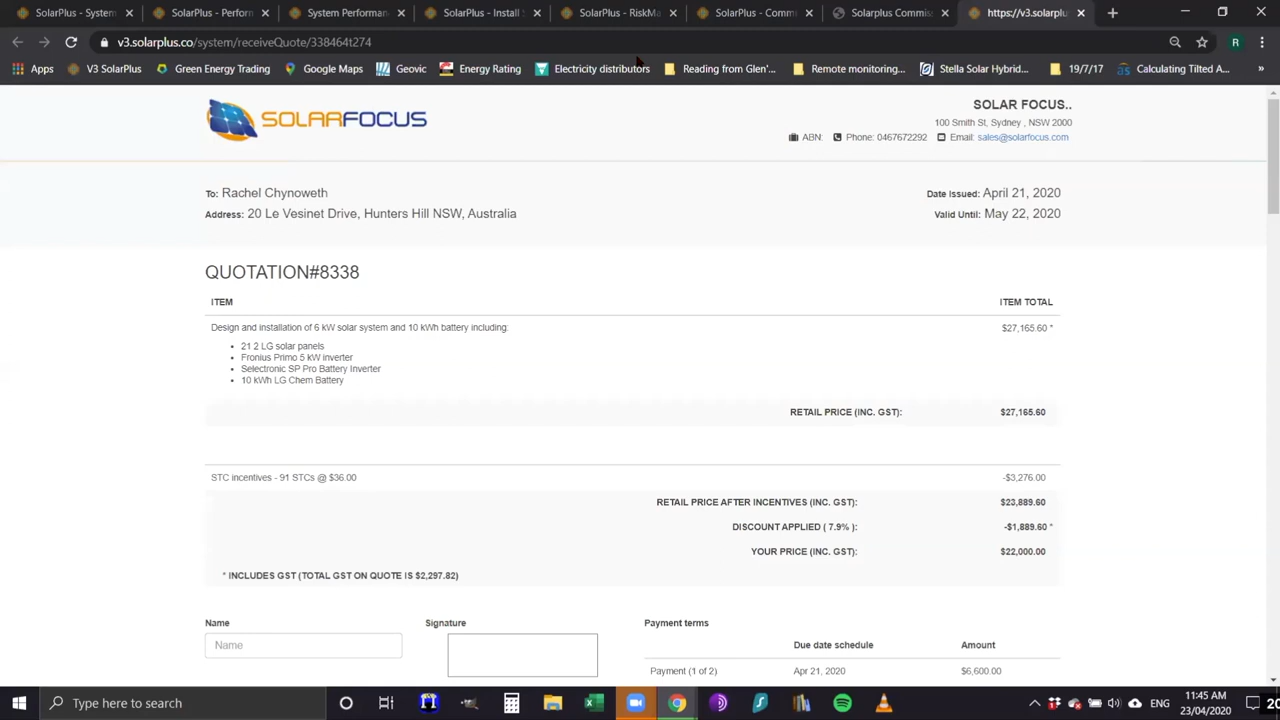 SolarPlus - System
SolarPlus - Perform
System Performanc
SolarPlus - Install S
SolarPlus - RiskMa
SolarPlus - Comm
Solarplus Commiss
https://v3.solarplus
v3.solarplus.co/system/receiveQuote/338464t274
R
Apps
V3 SolarPlus
Green Energy Trading
Google Maps
Geovic
Energy Rating
Electricity distributors
Reading from Glen'...
Remote monitoring...
Stella Solar Hybrid...
19/7/17
Calculating Tilted A...
»
SOLARFOCUS
SOLAR FOCUS..
100 Smith St, Sydney , NSW 2000
ABN: Phone: 0467672292 Email: sales@solarfocus.com
To: Rachel Chynoweth
Date Issued: April 21, 2020
Address: 20 Le Vesinet Drive, Hunters Hill NSW, Australia
Valid Until: May 22, 2020
QUOTATION#8338
ITEM ITEM TOTAL
Design and installation of 6 kW solar system and 10 kWh battery including: $27,165.60 *
• 21 2 LG solar panels
• Fronius Primo 5 kW inverter
• Selectronic SP Pro Battery Inverter
• 10 kWh LG Chem Battery
RETAIL PRICE (INC. GST): $27,165.60
STC incentives - 91 STCs @ $36.00 -$3,276.00
RETAIL PRICE AFTER INCENTIVES (INC. GST): $23,889.60
DISCOUNT APPLIED ( 7.9% ): -$1,889.60 *
YOUR PRICE (INC. GST): $22,000.00
* INCLUDES GST (TOTAL GST ON QUOTE IS $2,297.82)
Name Signature Payment terms
Name
Due date schedule Amount
Payment (1 of 2) Apr 21, 2020 $6,600.00
Type here to search
ENG
11:45 AM
23/04/2020